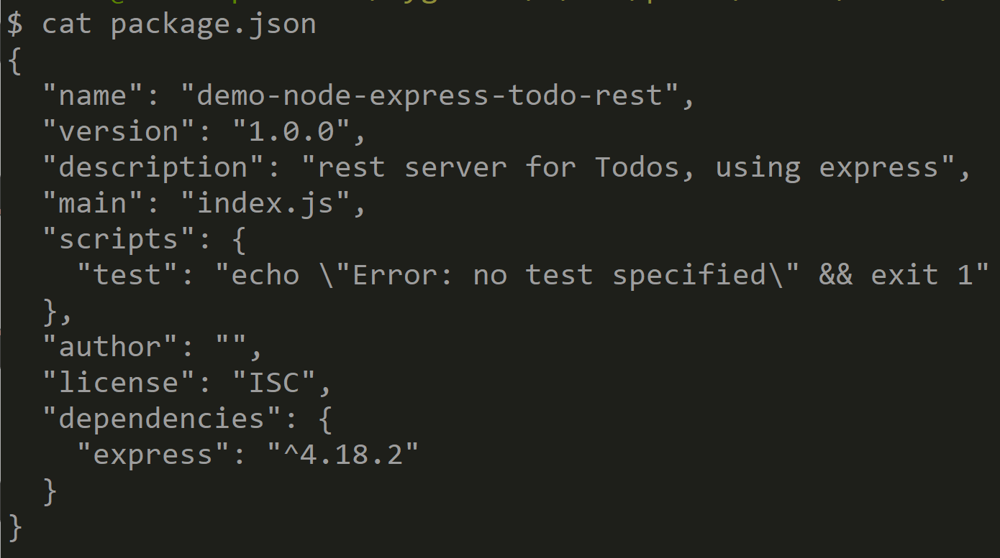 $ cat package.json
{
  "name": "demo-node-express-todo-rest",
  "version": "1.0.0",
  "description": "rest server for Todos, using express",
  "main": "index.js",
  "scripts": {
    "test": "echo \"Error: no test specified\" && exit 1"
  },
  "author": "",
  "license": "ISC",
  "dependencies": {
    "express": "^4.18.2"
  }
}